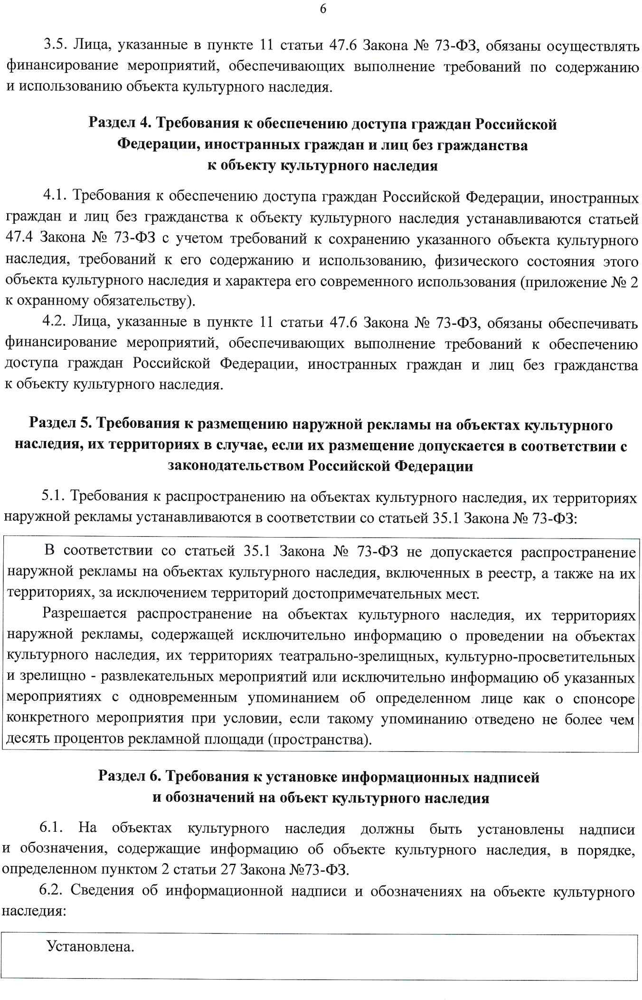 6
3.5. Лица, указанные в пункте 11 статьи 47.6 Закона № 73-ФЗ, обязаны осуществлять
финансирование мероприятий, обеспечивающих выполнение требований по содержанию
и использованию объекта культурного наследия.
Раздел 4. Требования к обеспечению доступа граждан Российской
Федерации, иностранных граждан и лиц без гражданства
к объекту культурного наследия
4.1. Требования к обеспечению доступа граждан Российской Федерации, иностранных
граждан и лиц без гражданства к объекту культурного наследия устанавливаются статьей
47.4 Закона № 73-ФЗ с учетом требований к сохранению указанного объекта культурного
наследия, требований к его содержанию и использованию, физического состояния этого
объекта культурного наследия и характера его современного использования (приложение № 2
к охранному обязательству).
4.2. Лица, указанные в пункте 11 статьи 47.6 Закона № 73-ФЗ, обязаны обеспечивать
финансирование мероприятий, обеспечивающих выполнение требований к обеспечению
доступа граждан Российской Федерации, иностранных граждан и лиц без гражданства
к объекту культурного наследия.
Раздел 5. Требования к размещению наружной рекламы на объектах культурного
наследия, их территориях в случае, если их размещение допускается в соответствии с
законодательством Российской Федерации
5.1. Требования к распространению на объектах культурного наследия, их территориях
наружной рекламы устанавливаются в соответствии со статьей 35.1 Закона № 73-ФЗ:
В соответствии со статьей 35.1 Закона № 73-ФЗ не допускается распространение
наружной рекламы на объектах культурного наследия, включенных в реестр, а также на их
территориях, за исключением территорий достопримечательных мест.
Разрешается распространение на объектах культурного наследия, их территориях
наружной рекламы, содержащей исключительно информацию о проведении на объектах
культурного наследия, их территориях театрально-зрелищных, культурно-просветительных
и зрелищно - развлекательных мероприятий или исключительно информацию об указанных
мероприятиях с одновременным упоминанием об определенном лице как о спонсоре
конкретного мероприятия при условии, если такому упоминанию отведено не более чем
десять процентов рекламной площади (пространства).
Раздел 6. Требования к установке информационных надписей
и обозначений на объект культурного наследия
6.1. На объектах культурного наследия должны быть установлены надписи
и обозначения, содержащие информацию об объекте культурного наследия, в порядке,
определенном пунктом 2 статьи 27 Закона №73-ФЗ.
6.2. Сведения об информационной надписи и обозначениях на объекте культурного
наследия:
Установлена.